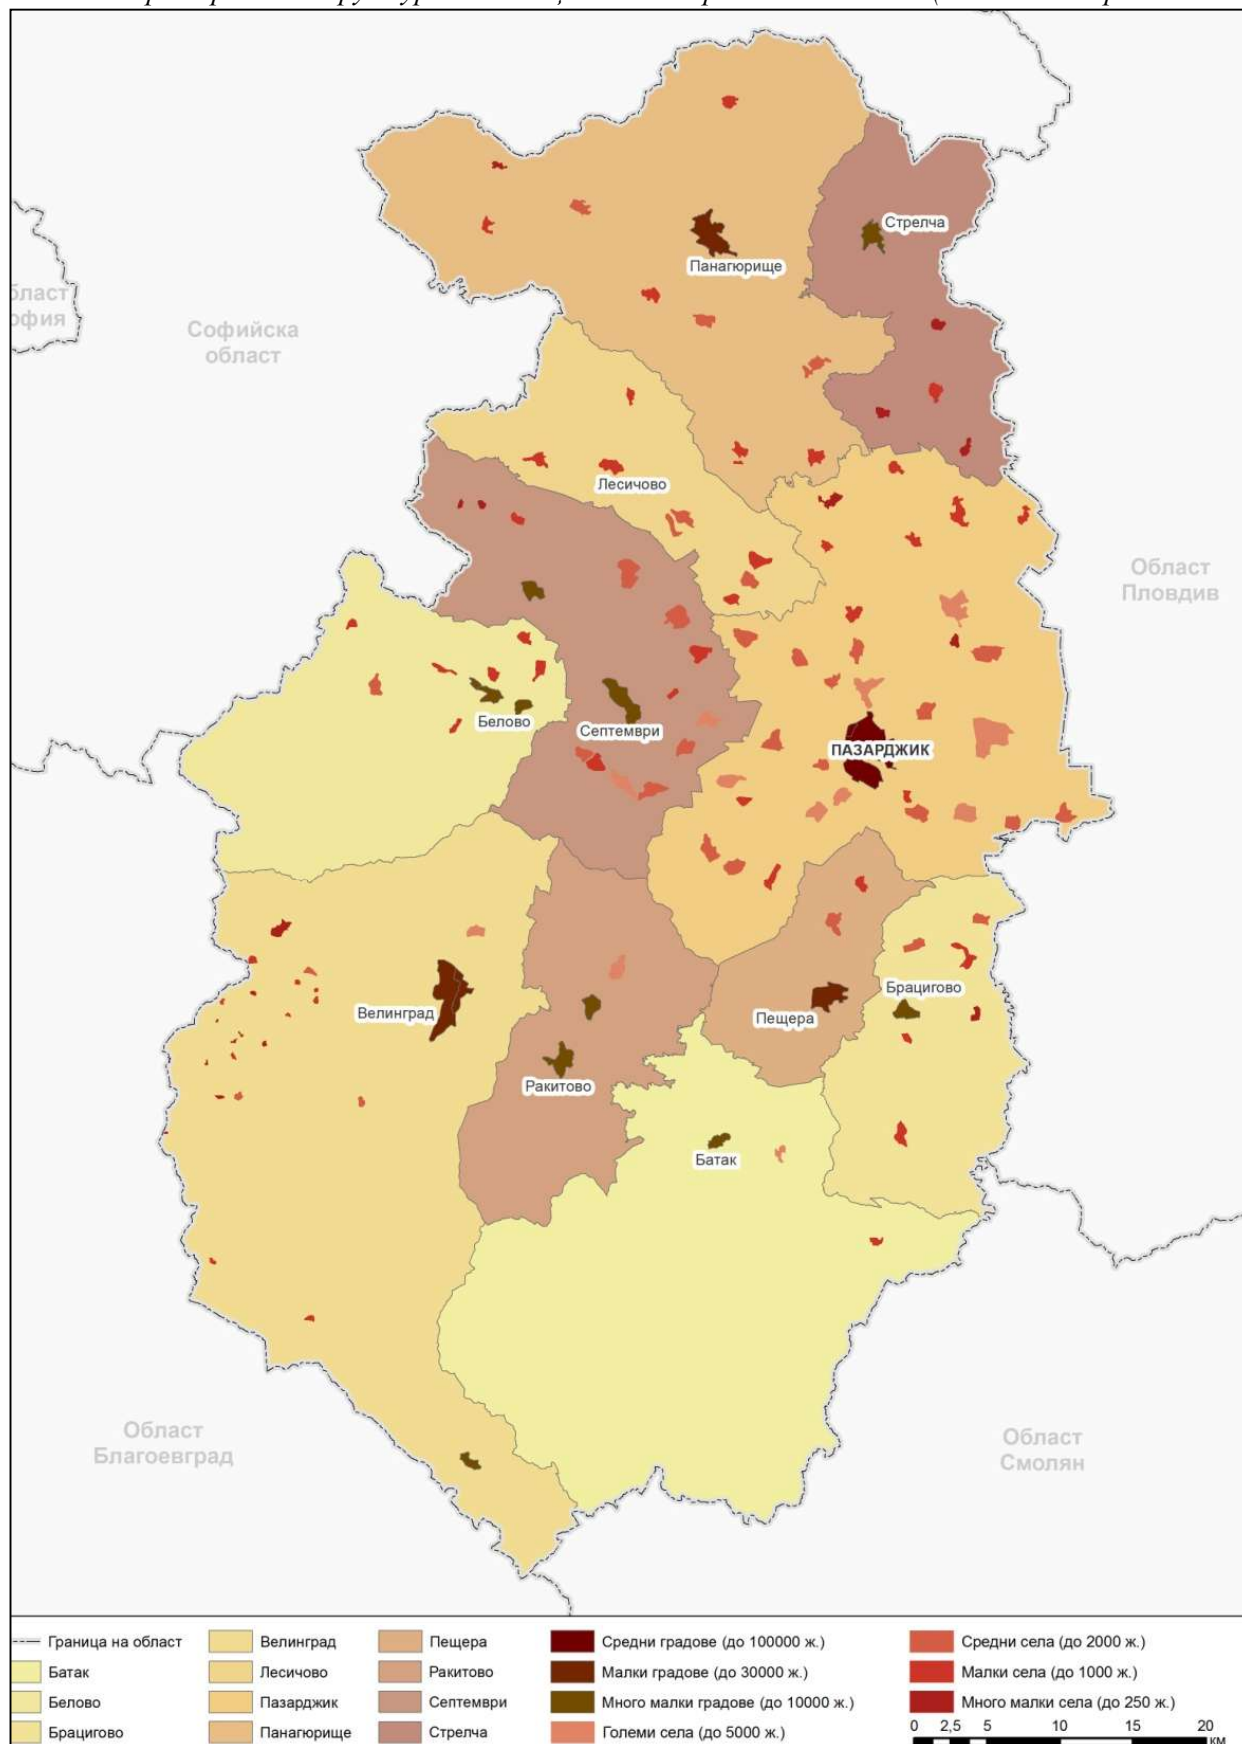 Стрелча
Панагюрище
Софийска
област
Лесичово
Област
Пловдив
Белово
Септември
ПАЗАРДЖИК
Велинград
Брацигово
Пещера
Ракитово
Батак
Област
Благоевград
Област
Смолян
Граница на област
Батак
Белово
Брацигово
Велинград
Лесичово
Пазарджик
Панагюрище
Пещера
Ракитово
Септември
Стрелча
Средни градове (до 100000 ж.)
Малки градове (до 30000 ж.)
Много малки градове (до 10000 ж.)
Големи села (до 5000 ж.)
Средни села (до 2000 ж.)
Малки села (до 1000 ж.)
Много малки села (до 250 ж.)
0 2,5 5 10 15 20
КМ